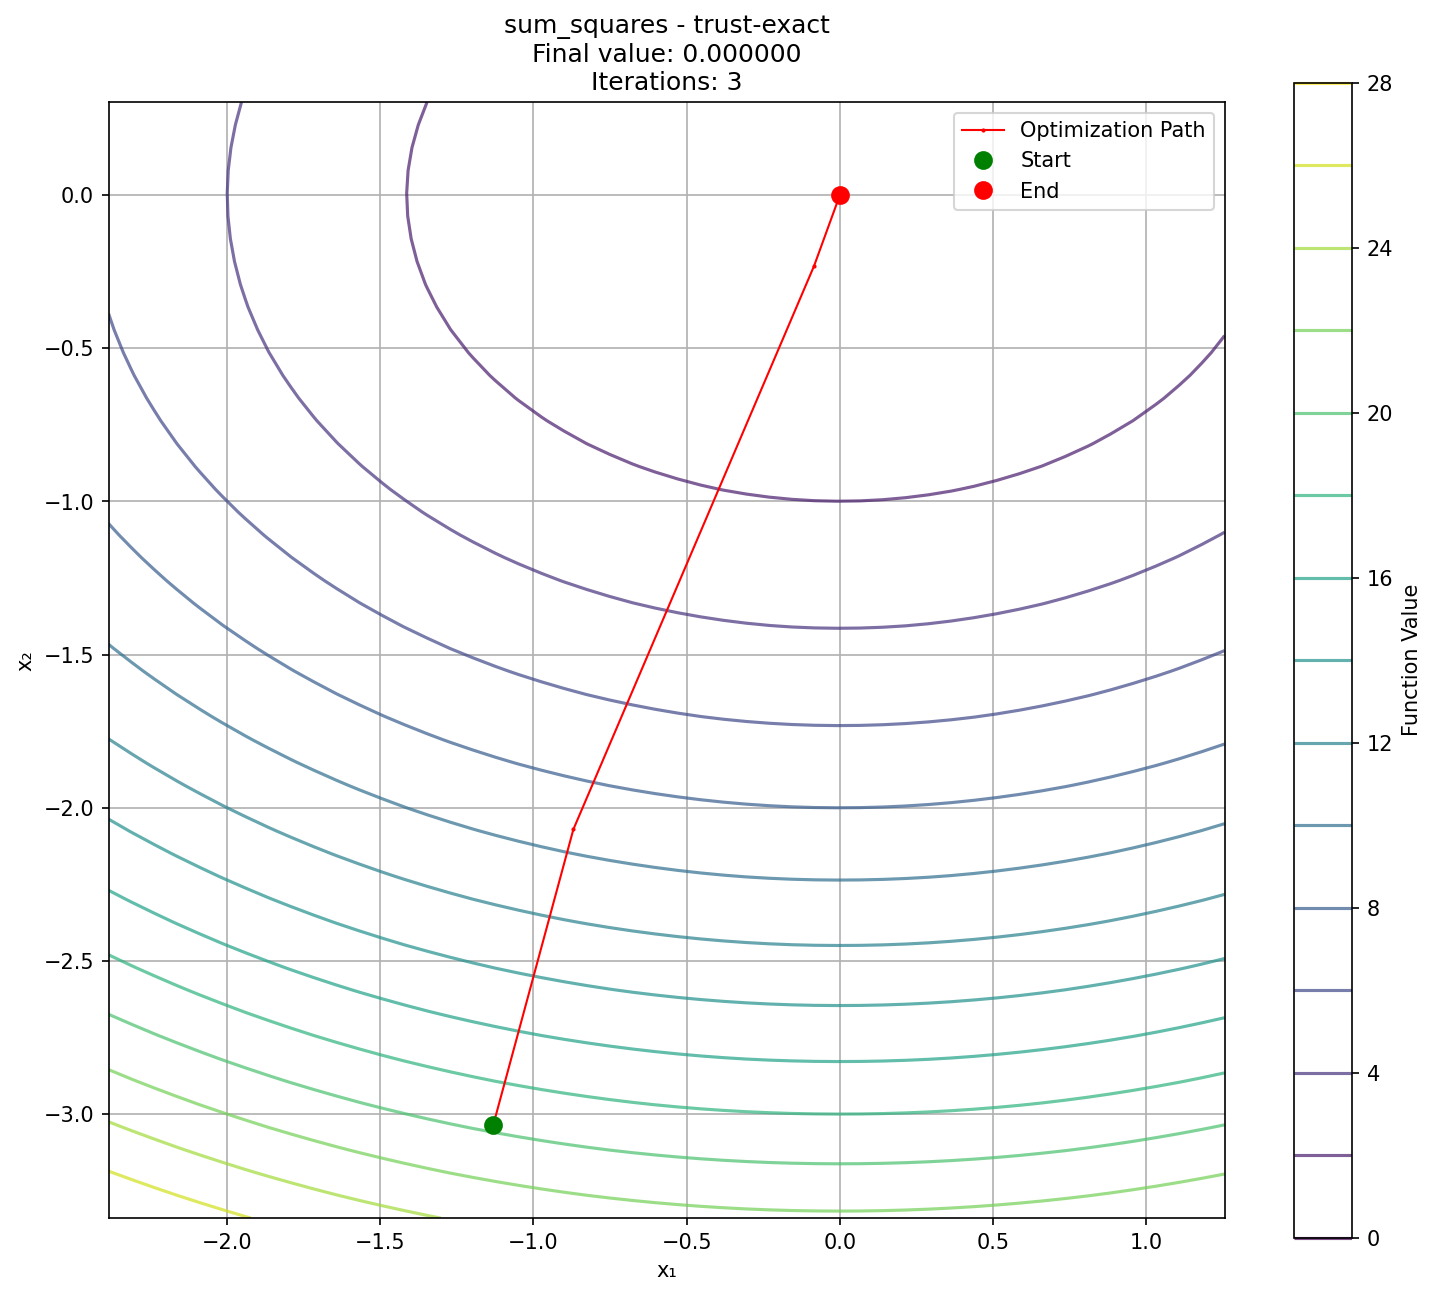 sum_squares - trust-exact
Final value: 0.000000
Iterations: 3
Optimization Path
Start
End
0.0
−0.5
−1.0
−1.5
−2.0
−2.5
−3.0
x₂
−2.0
−1.5
−1.0
−0.5
0.0
0.5
1.0
x₁
28
24
20
16
12
8
4
0
Function Value